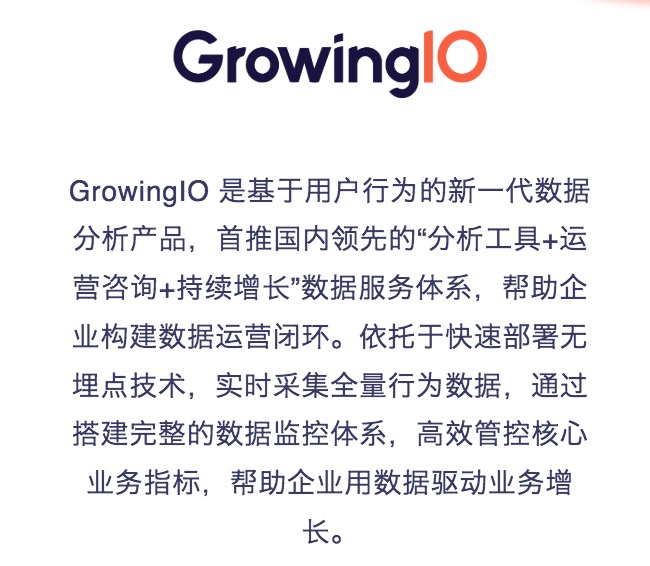 GrowingIO
GrowingIO 是基于用户行为的新一代数据
分析产品，首推国内领先的“分析工具+运
营咨询+持续增长”数据服务体系，帮助企
业构建数据运营闭环。依托于快速部署无
埋点技术，实时采集全量行为数据，通过
搭建完整的数据监控体系，高效管控核心
业务指标，帮助企业用数据驱动业务增
长。